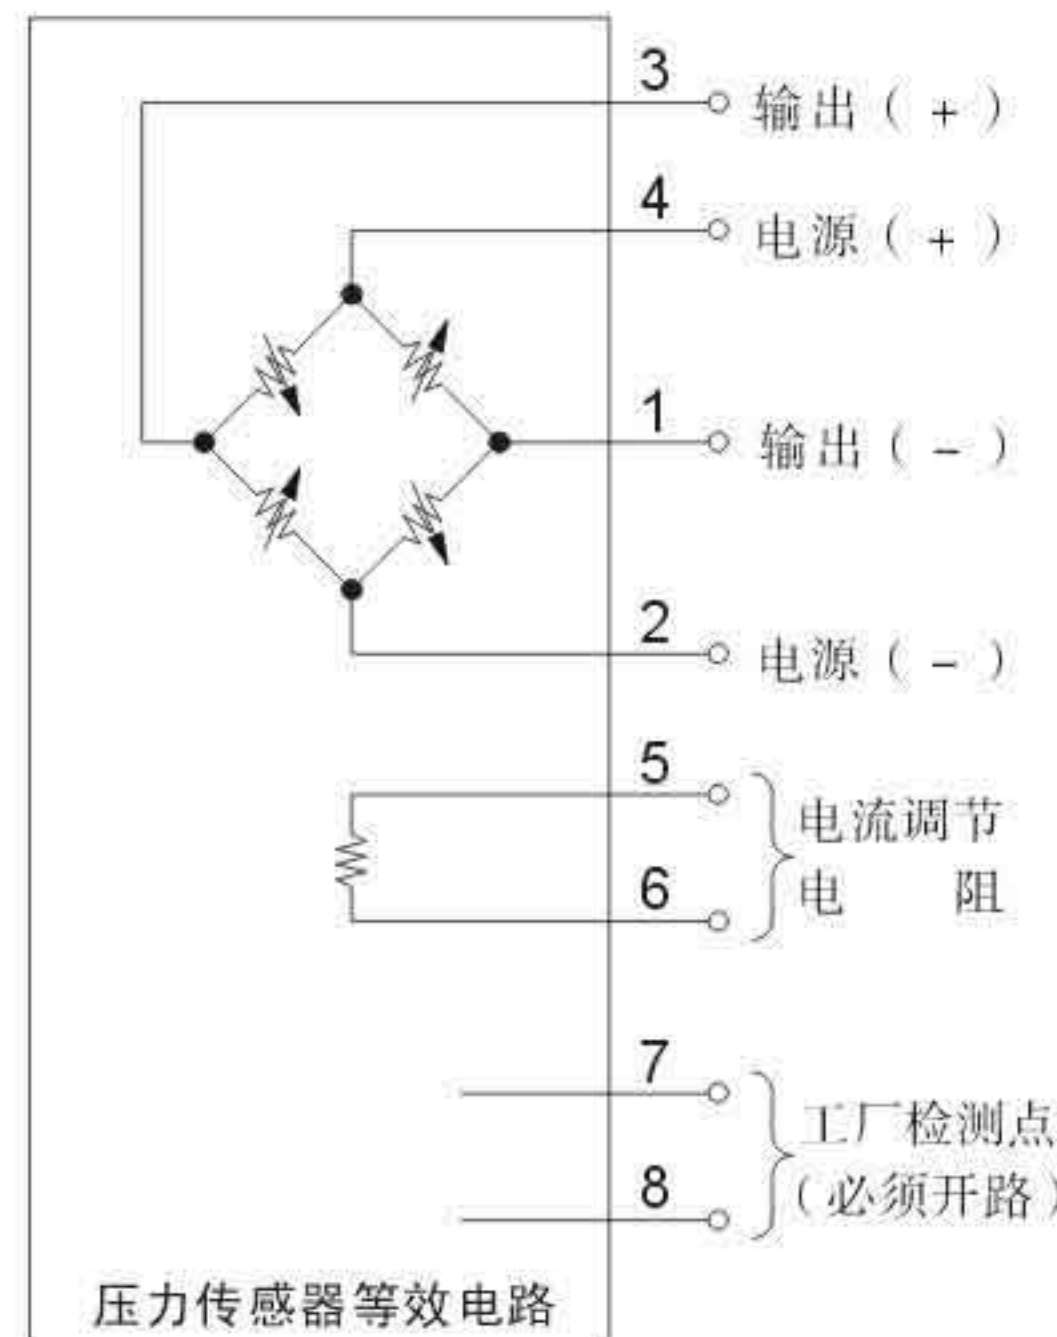 3 输出(+)
4 电源(+)
1 输出(-)
2 电源(-)
5
电流调节
6
电 阻
7
工厂检测点
8
(必须开路)
压力传感器等效电路